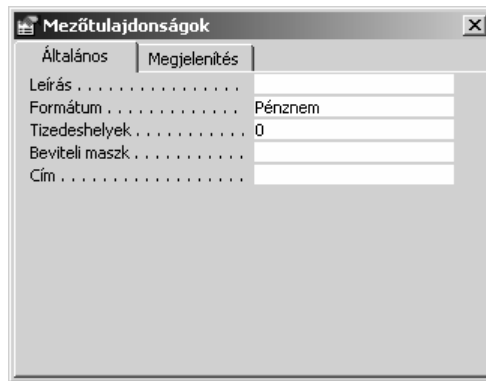 Mezőtulajdonságok
Általános Megjelenítés
Leírás . . . . . . . . . . . . . . . .
Formátum . . . . . . . . . . . . . Pénznem
Tizedeshelyek . . . . . . . . . . . 0
Beviteli maszk . . . . . . . . . . .
Cím . . . . . . . . . . . . . . . . . .